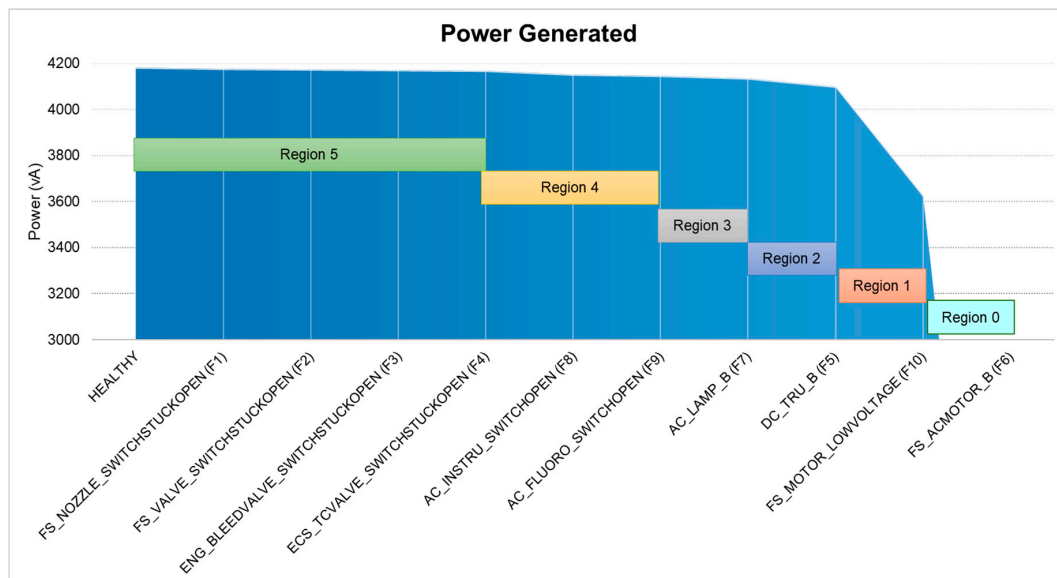 Power Generated
4200
4000
3800
3600
3400
3200
3000
Power (vA)
Region 5
Region 4
Region 3
Region 2
Region 1
Region 0
HEALTHY
FS_NOZZLE_SWITCHSTUCKOPEN (F1)
FS_VALVE_SWITCHSTUCKOPEN (F2)
ENG_BLEEDVALVE_SWITCHSTUCKOPEN (F3)
ECS_TCVALVE_SWITCHSTUCKOPEN (F4)
AC_INSTRU_SWITCHOPEN (F8)
AC_FLUORO_SWITCHOPEN (F9)
AC_LAMP_B (F7)
DC_TRU_B (F5)
FS_MOTOR_LOWVOLTAGE (F10)
FS_ACMOTOR_B (F6)